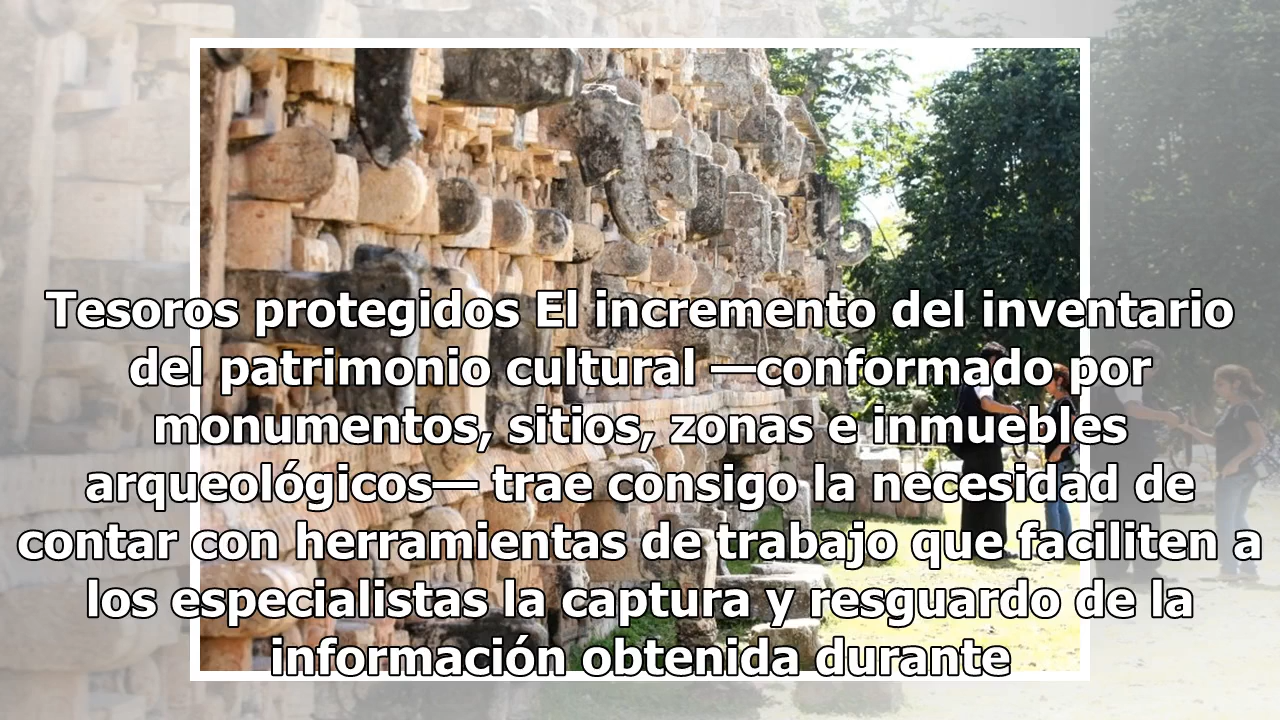 Tesoros protegidos El incremento del inventario
del patrimonio cultural —conformado por
monumentos, sitios, zonas e inmuebles
arqueológicos— trae consigo la necesidad de
contar con herramientas de trabajo que faciliten a
los especialistas la captura y resguardo de la
información obtenida durante